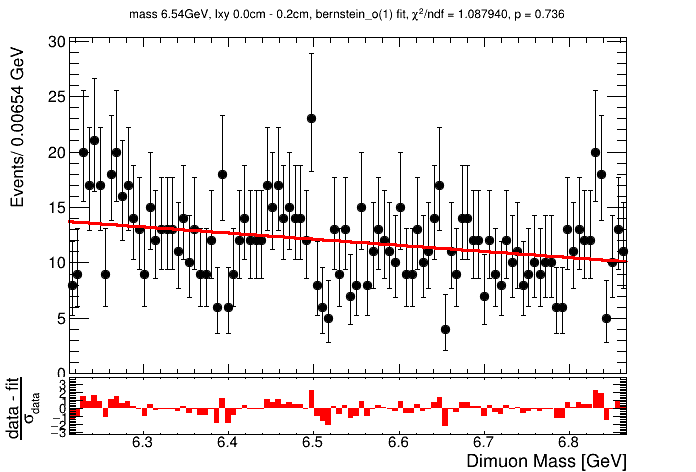 mass 6.54GeV, lxy 0.0cm - 0.2cm, bernstein_o(1) fit, χ²/ndf = 1.087940, p = 0.736
Events/ 0.00654 GeV
30
25
20
15
10
5
0
data - fit
σdata
3
2
1
0
−1
−2
−3
6.3 6.4 6.5 6.6 6.7 6.8
Dimuon Mass [GeV]